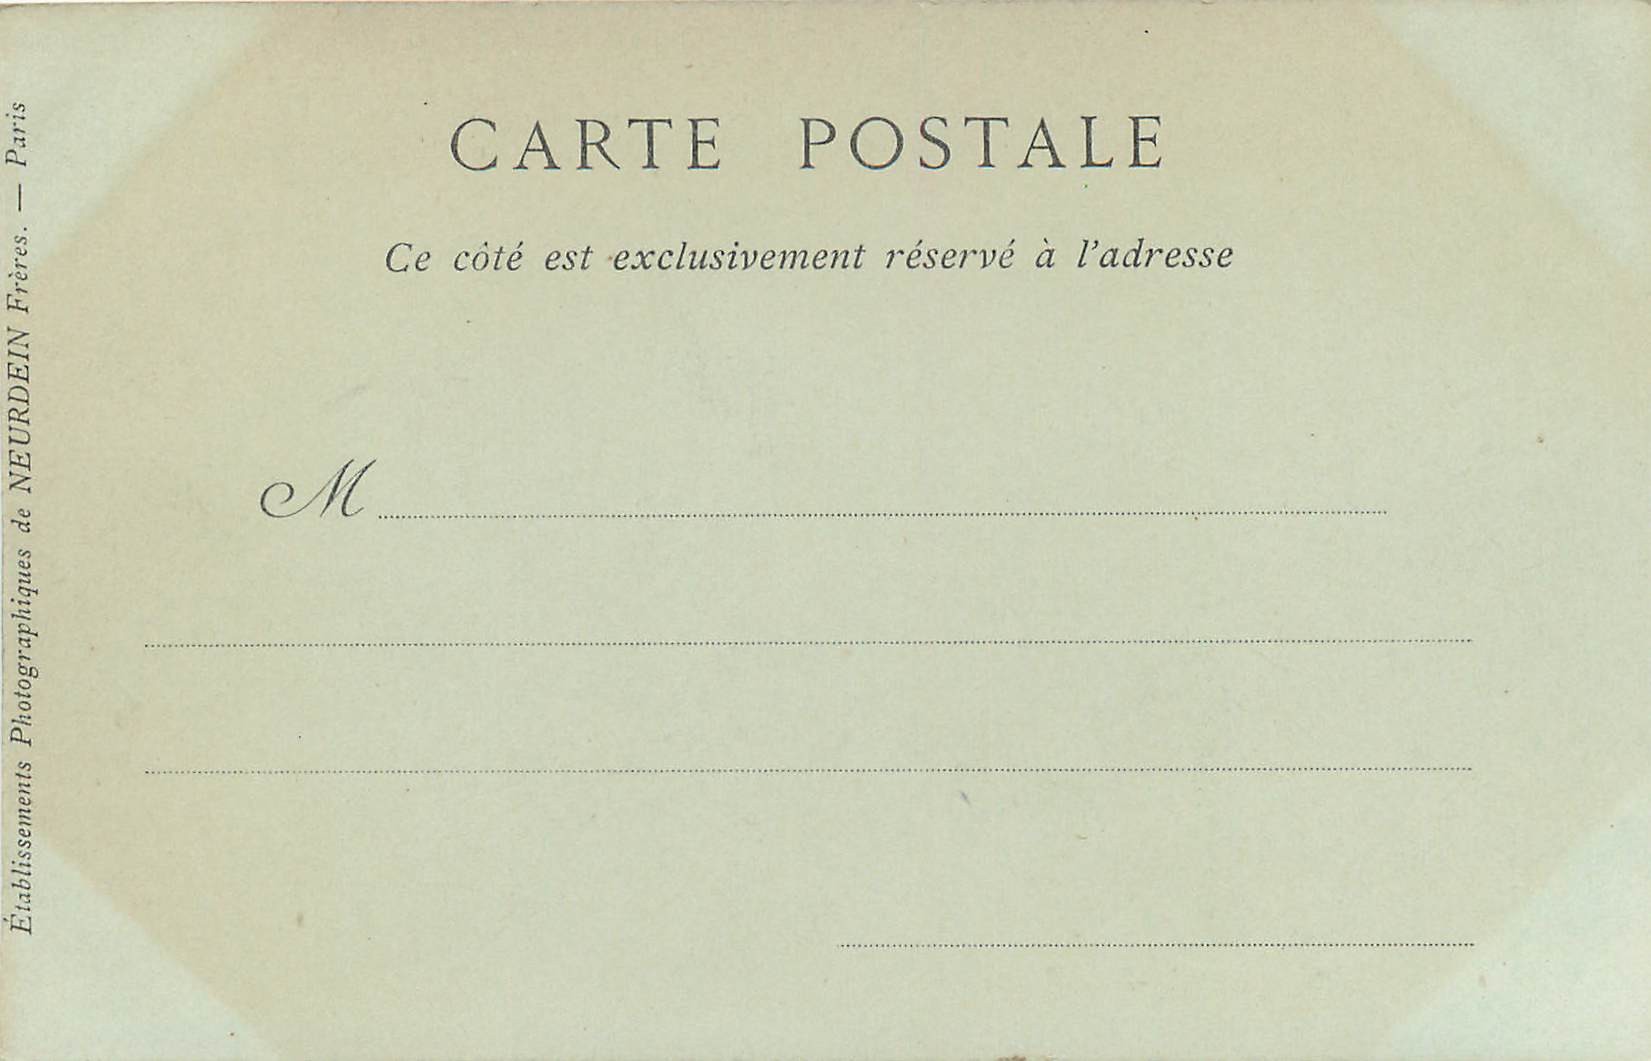 CARTE POSTALE
Ce côté est exclusivement réservé à l'adresse
M
Établissements Photographiques de NEURDEIN Frères. — Paris